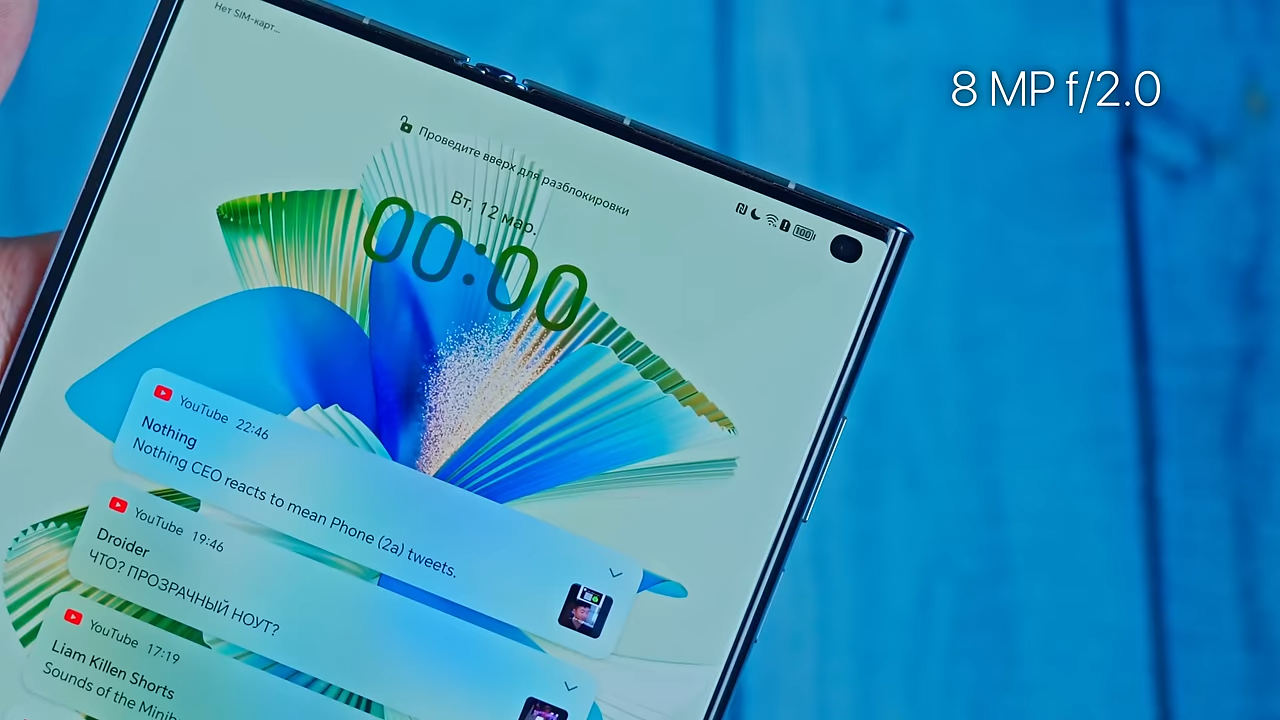 Нет SIM-карт...
8 MP f/2.0
Проведите вверх для разблокировки
Вт, 12 мар.
00:00
100
YouTube 22:46
Nothing
Nothing CEO reacts to mean Phone (2a) tweets.
YouTube 19:46
Droider
ЧТО? ПРОЗРАЧНЫЙ НОУТ?
YouTube 17:19
Liam Killen Shorts
Sounds of the